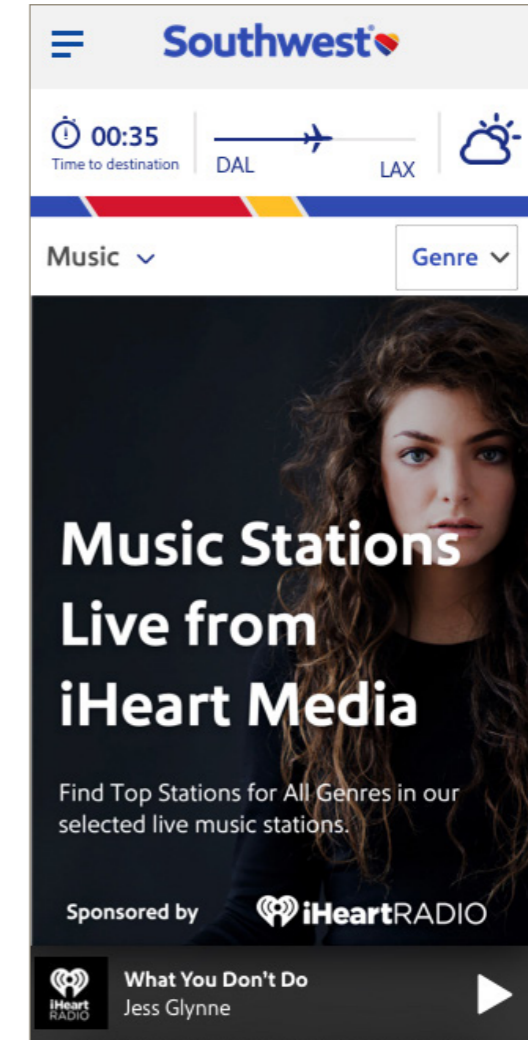 Southwest
00:35
Time to destination
DAL
LAX
Music
Genre
Music Stations
Live from
iHeart Media
Find Top Stations for All Genres in our
selected live music stations.
Sponsored by
iHeartRADIO
iHeart
RADIO
What You Don't Do
Jess Glynne